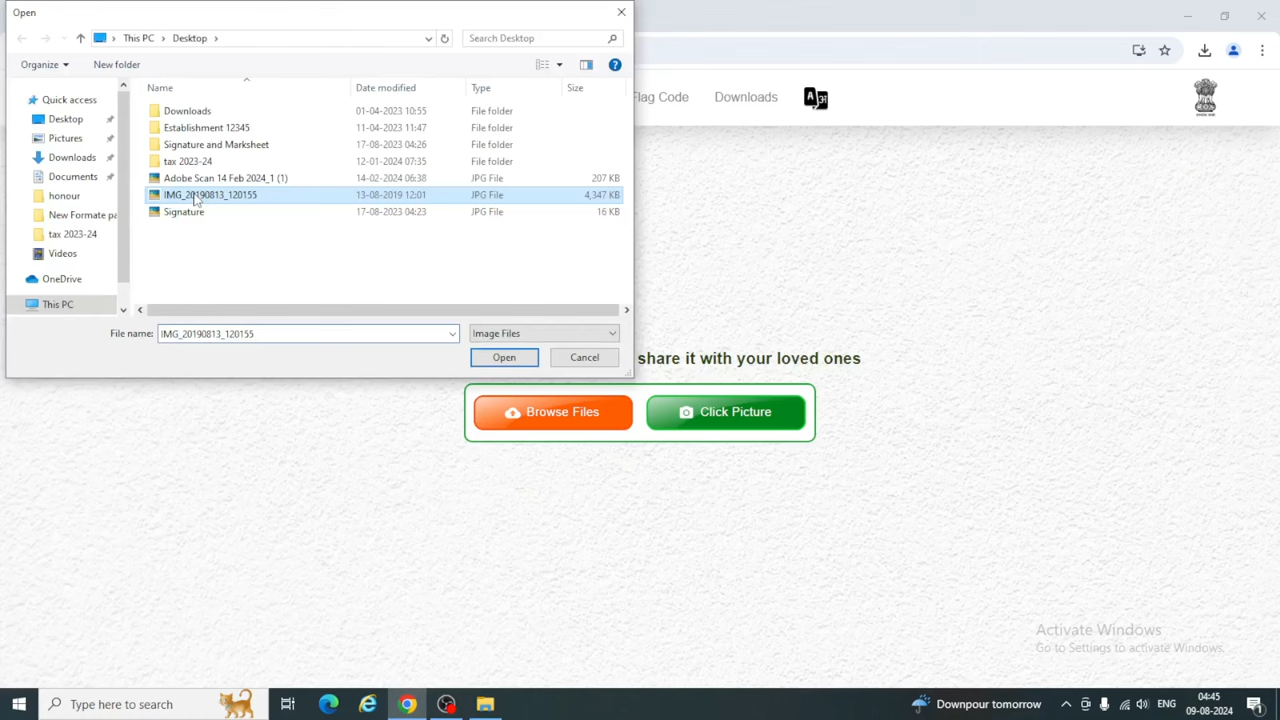 Open
This PC > Desktop >
Search Desktop
Organize
New folder
Name
Date modified
Type
Size
Quick access
Desktop
Pictures
Downloads
Documents
honour
New Formate pa
tax 2023-24
Videos
OneDrive
This PC
Downloads 01-04-2023 10:55 File folder
Establishment 12345 11-04-2023 11:47 File folder
Signature and Marksheet 17-08-2023 04:26 File folder
tax 2023-24 12-01-2024 07:35 File folder
Adobe Scan 14 Feb 2024_1 (1) 14-02-2024 06:38 JPG File 207 KB
IMG_20190813_120155 13-08-2019 12:01 JPG File 4,347 KB
Signature 17-08-2023 04:23 JPG File 16 KB
File name: IMG_20190813_120155
Image Files
Open
Cancel
Flag Code
Downloads
A अ
share it with your loved ones
Browse Files
Click Picture
Activate Windows
Go to Settings to activate Windows.
Type here to search
Downpour tomorrow
ENG
04:45
09-08-2024
1